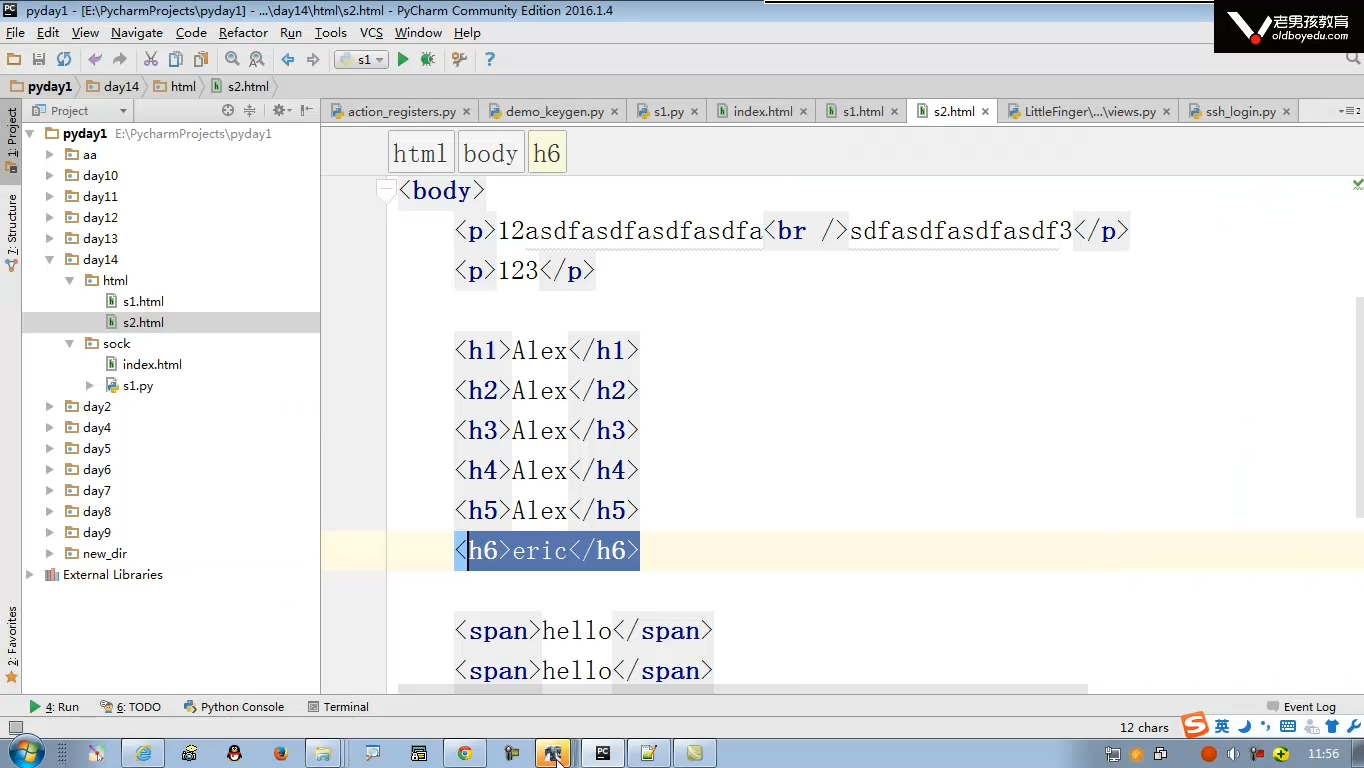 pyday1 - [E:\PycharmProjects\pyday1] - ...\day14\html\s2.html - PyCharm Community Edition 2016.1.4
老男孩教育
oldboyedu.com
File Edit View Navigate Code Refactor Run Tools VCS Window Help
s1
pyday1 day14 html s2.html
Project
action_registers.py demo_keygen.py s1.py index.html s1.html s2.html LittleFinger\...\views.py ssh_login.py
1: Project
7: Structure
2: Favorites
pyday1 E:\PycharmProjects\pyday1
aa
day10
day11
day12
day13
day14
html
s1.html
s2.html
sock
index.html
s1.py
day2
day4
day5
day6
day7
day8
day9
new_dir
External Libraries
html body h6
<body>
<p>12asdfasdfasdfasdfa<br />sdfasdfasdfasdf3</p>
<p>123</p>
<h1>Alex</h1>
<h2>Alex</h2>
<h3>Alex</h3>
<h4>Alex</h4>
<h5>Alex</h5>
<h6>eric</h6>
<span>hello</span>
<span>hello</span>
4: Run 6: TODO Python Console Terminal Event Log
12 chars
英
11:56